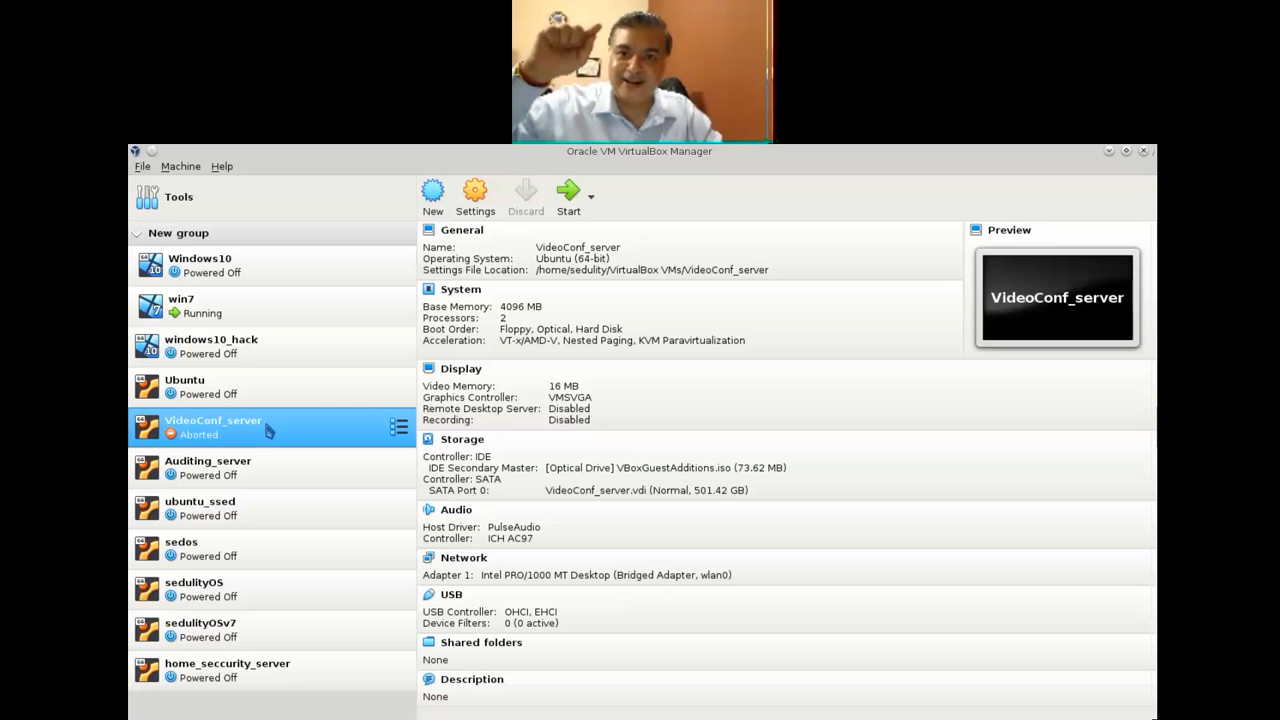 Oracle VM VirtualBox Manager
File Machine Help
Tools
New Settings Discard Start
New group
Windows10
Powered Off
win7
Running
windows10_hack
Powered Off
Ubuntu
Powered Off
VideoConf_server
Aborted
Auditing_server
Powered Off
ubuntu_ssed
Powered Off
sedos
Powered Off
sedulityOS
Powered Off
sedulityOSv7
Powered Off
home_seccurity_server
Powered Off
General
Name: VideoConf_server
Operating System: Ubuntu (64-bit)
Settings File Location: /home/sedulity/VirtualBox VMs/VideoConf_server
System
Base Memory: 4096 MB
Processors: 2
Boot Order: Floppy, Optical, Hard Disk
Acceleration: VT-x/AMD-V, Nested Paging, KVM Paravirtualization
Display
Video Memory: 16 MB
Graphics Controller: VMSVGA
Remote Desktop Server: Disabled
Recording: Disabled
Storage
Controller: IDE
IDE Secondary Master: [Optical Drive] VBoxGuestAdditions.iso (73.62 MB)
Controller: SATA
SATA Port 0: VideoConf_server.vdi (Normal, 501.42 GB)
Audio
Host Driver: PulseAudio
Controller: ICH AC97
Network
Adapter 1: Intel PRO/1000 MT Desktop (Bridged Adapter, wlan0)
USB
USB Controller: OHCI, EHCI
Device Filters: 0 (0 active)
Shared folders
None
Description
None
Preview
VideoConf_server